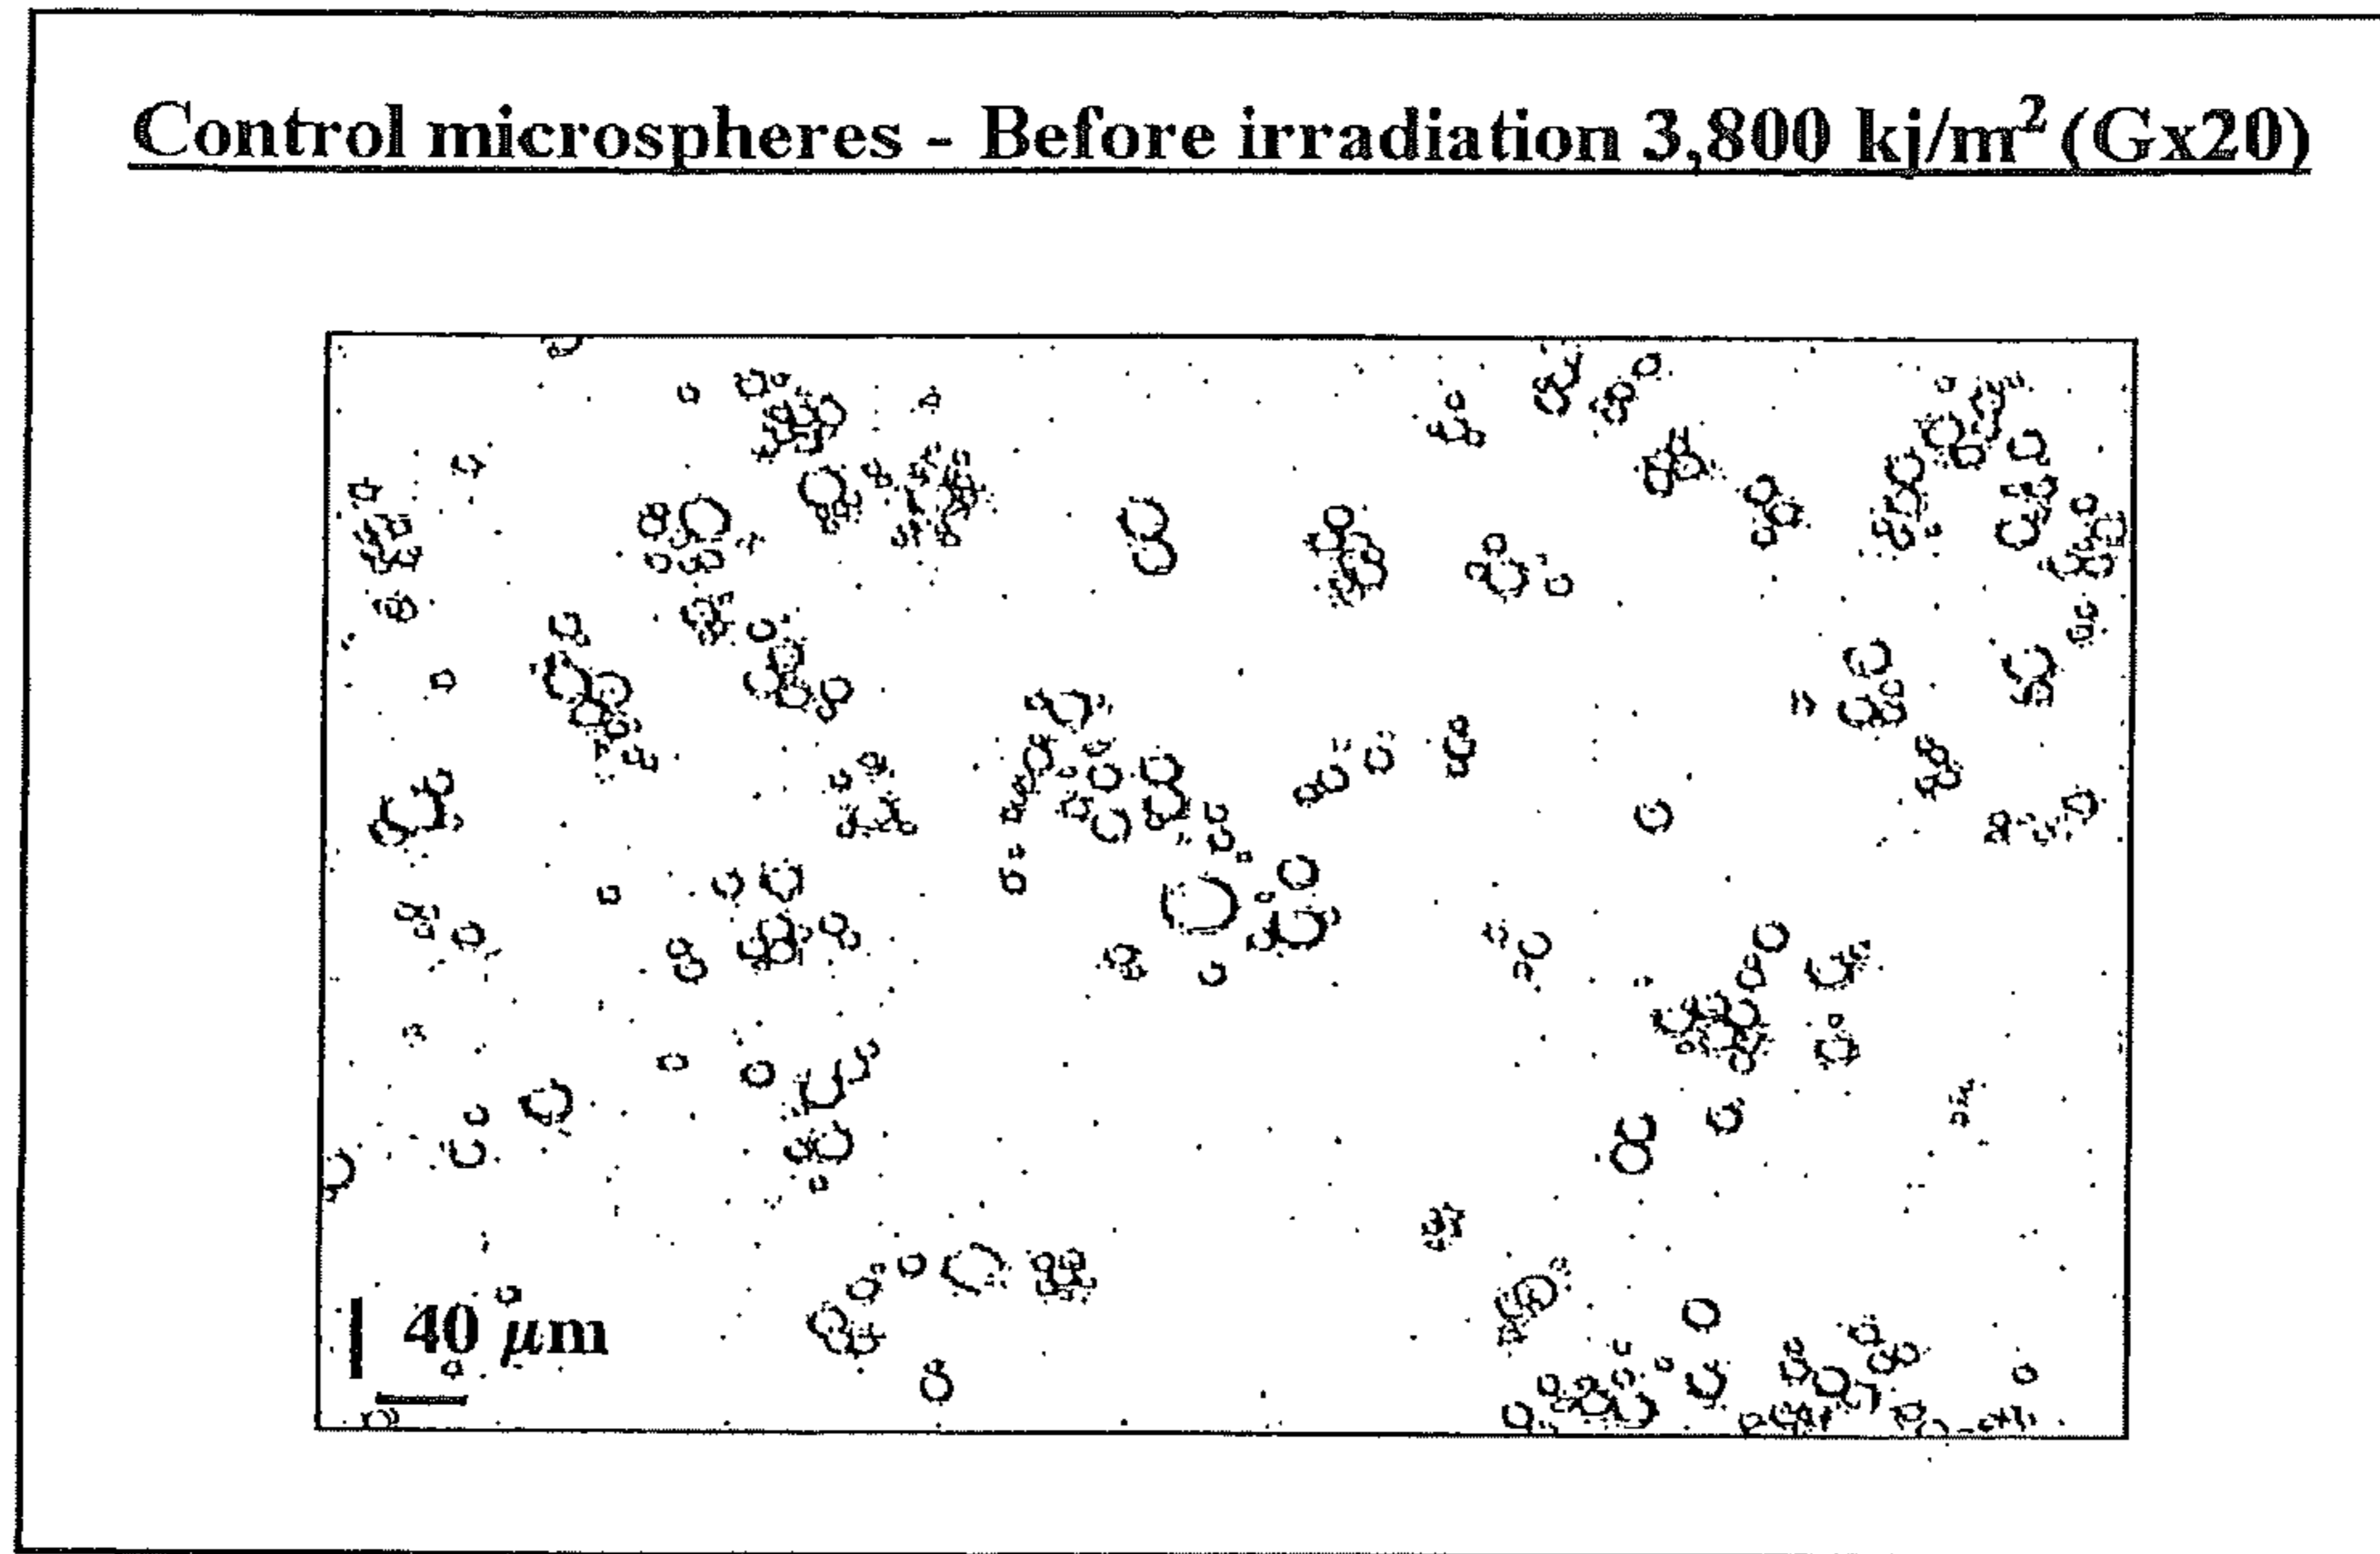 Control microspheres - Before irradiation 3,800 kj/m² (Gx20)
40 μm